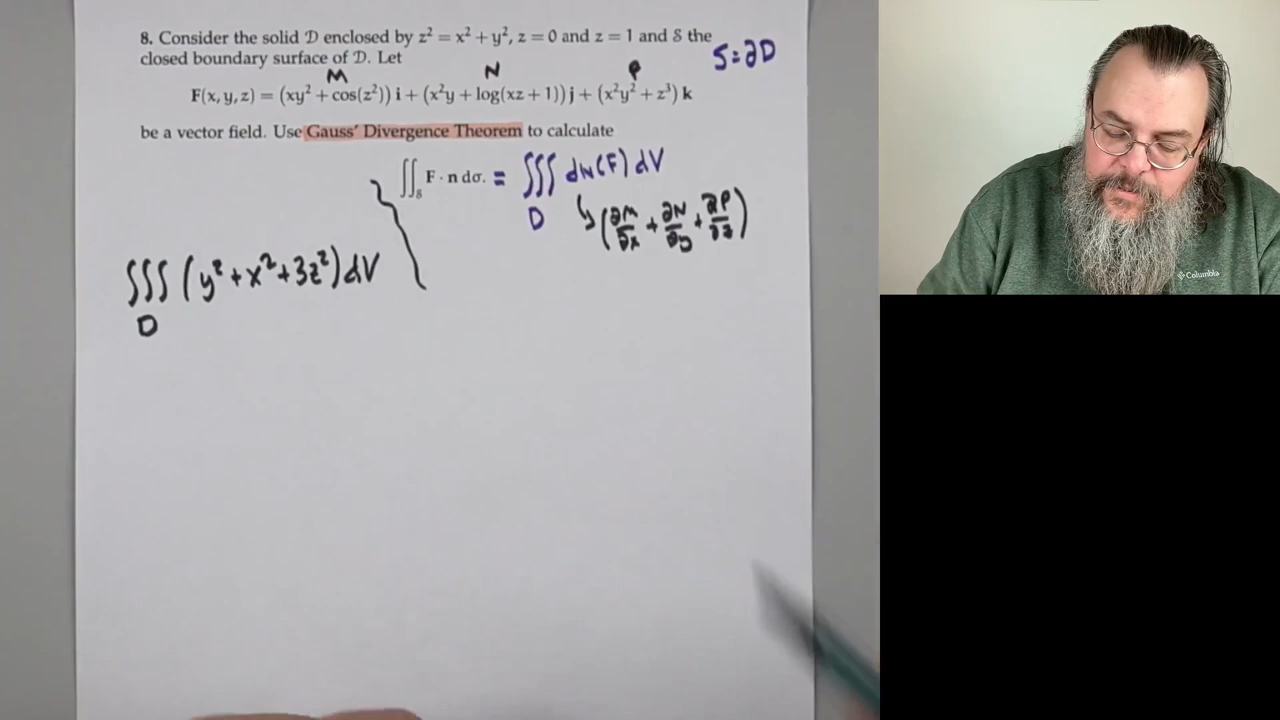 8. Consider the solid D enclosed by z² = x² + y², z = 0 and z = 1 and S the
closed boundary surface of D. Let
S = ∂D
M N P
F(x, y, z) = (xy² + cos(z²)) i + (x²y + log(xz + 1)) j + (x²y² + z³) k
be a vector field. Use Gauss' Divergence Theorem to calculate
∬_S F · n dσ. = ∭_D div(F) dV
↳ (∂M/∂x + ∂N/∂y + ∂P/∂z)
∭_D (y² + x² + 3z²) dV
Columbia